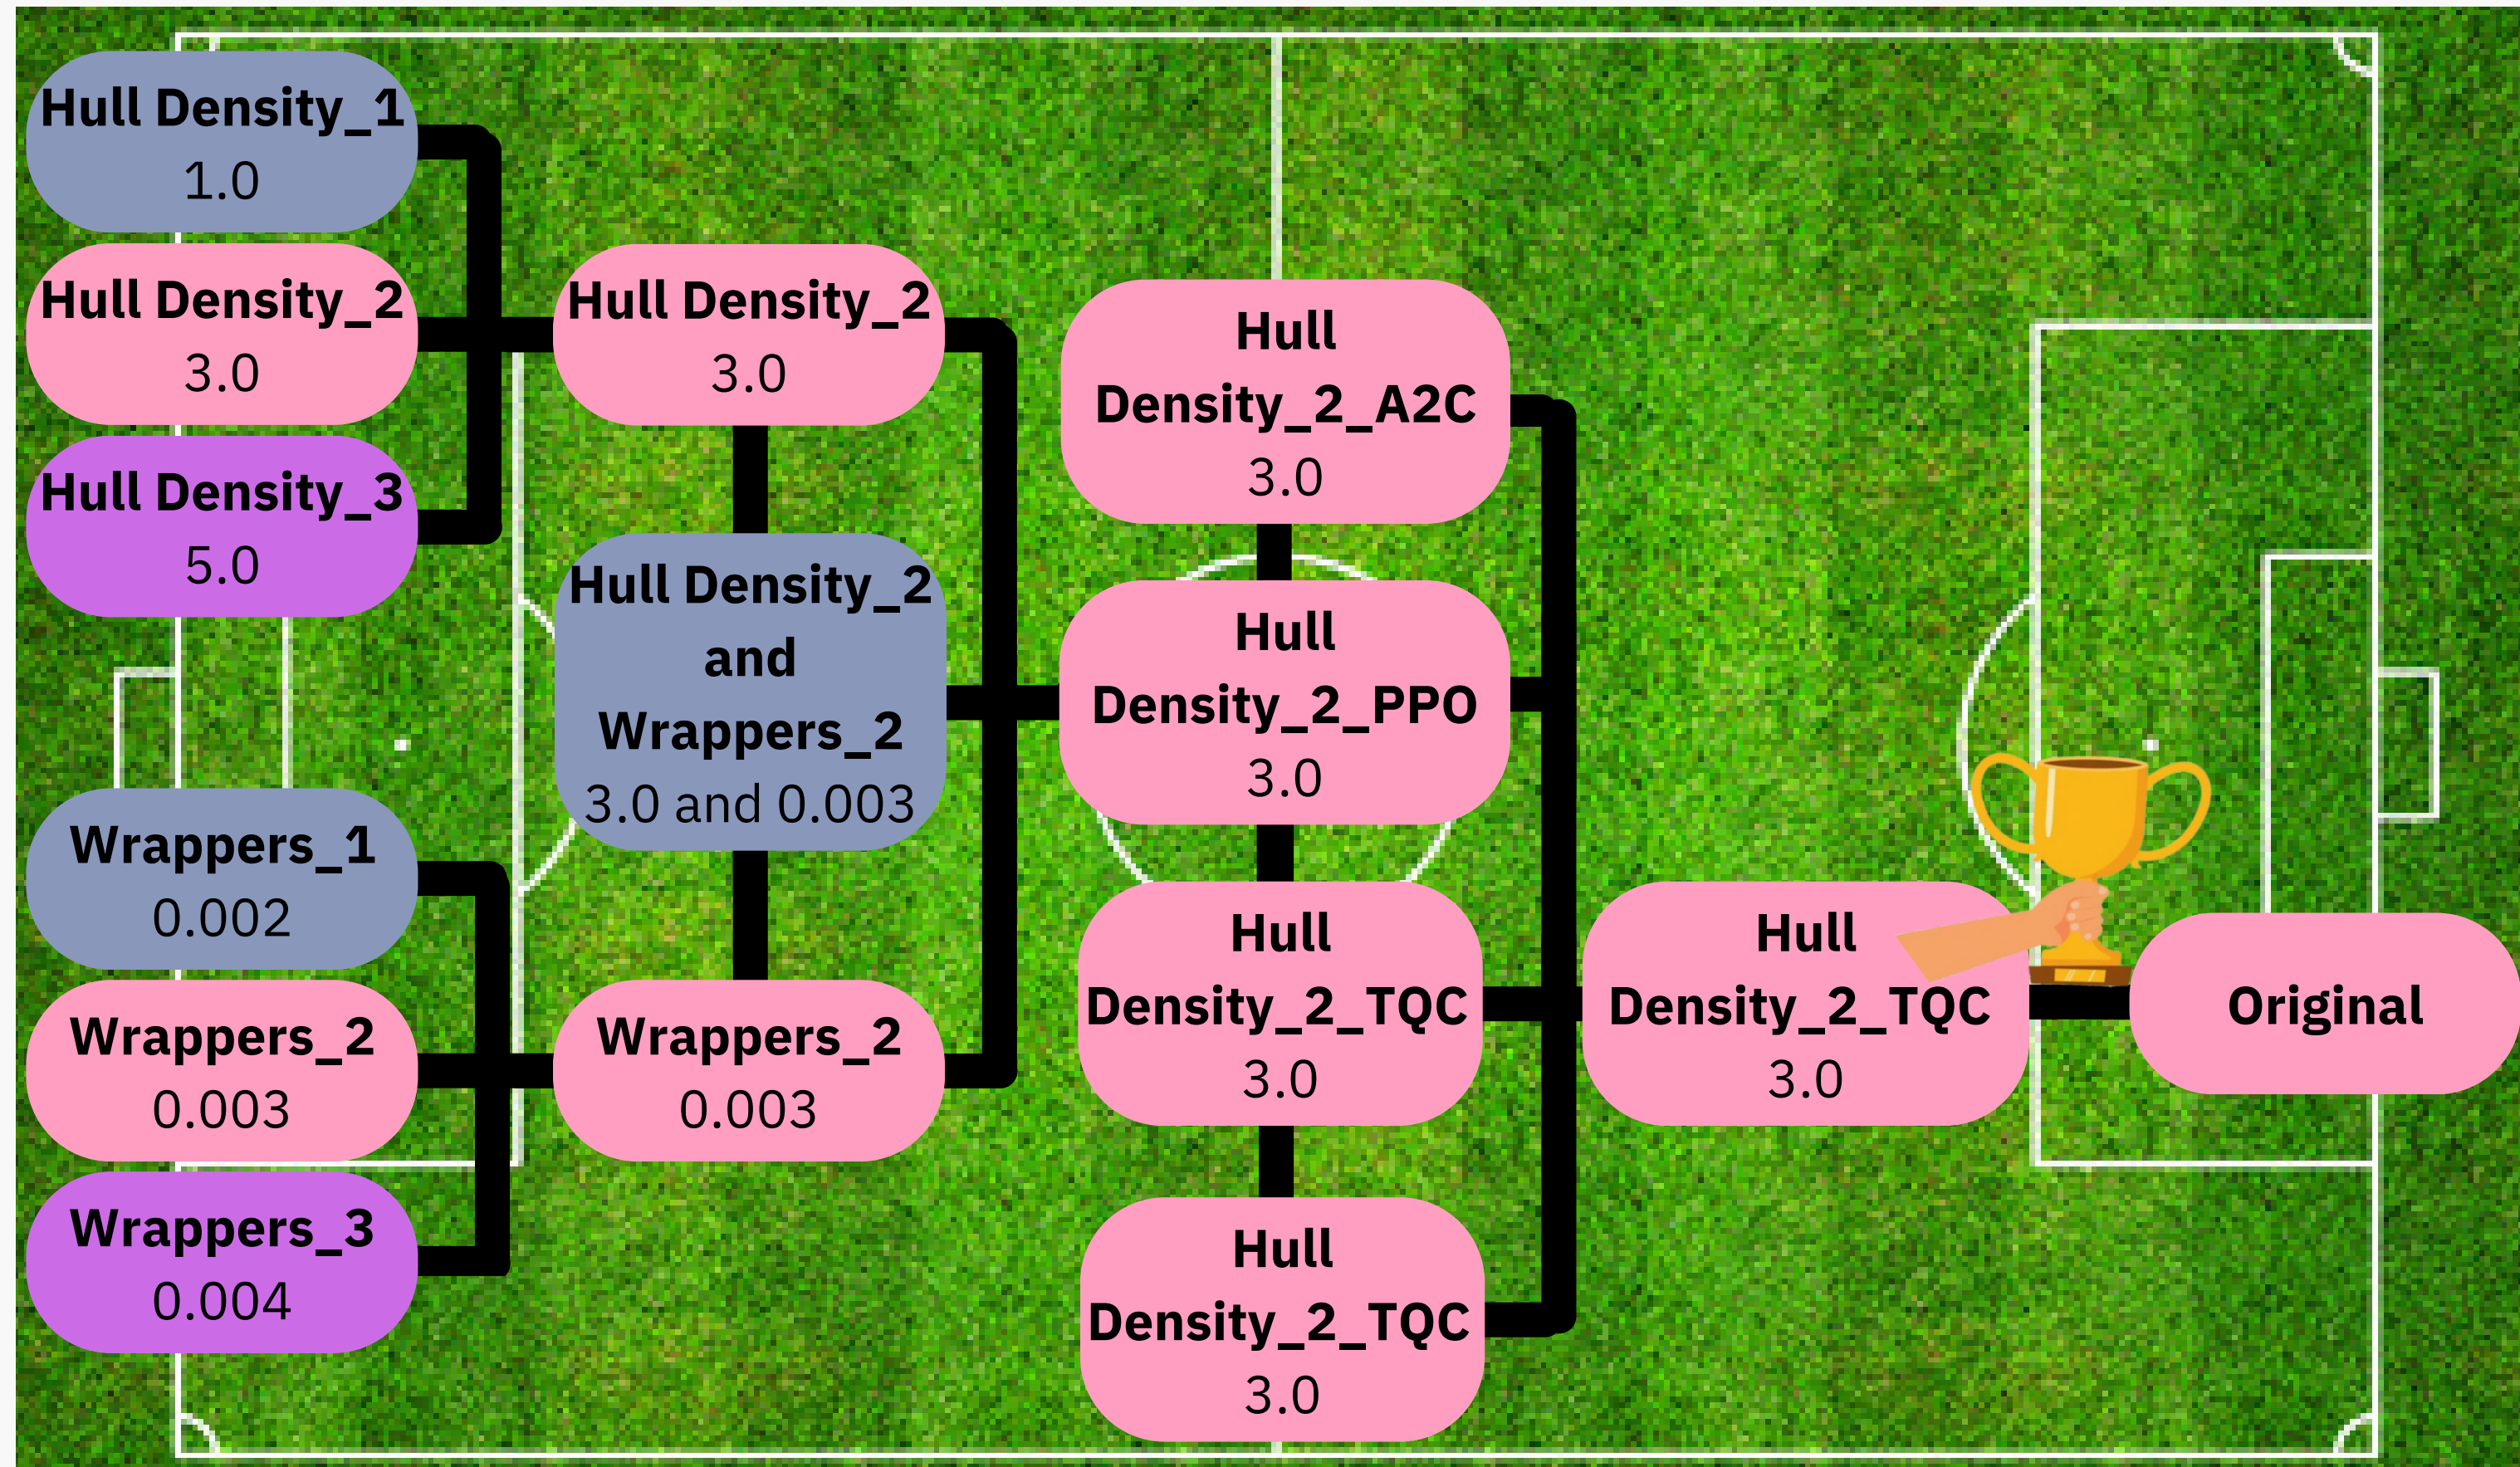 Hull Density_1
1.0
Hull Density_2
3.0
Hull Density_3
5.0
Wrappers_1
0.002
Wrappers_2
0.003
Wrappers_3
0.004
Hull Density_2
3.0
Hull Density_2
and
Wrappers_2
3.0 and 0.003
Wrappers_2
0.003
Hull
Density_2_A2C
3.0
Hull
Density_2_PPO
3.0
Hull
Density_2_TQC
3.0
Hull
Density_2_TQC
3.0
Hull
Density_2_TQC
3.0
Original